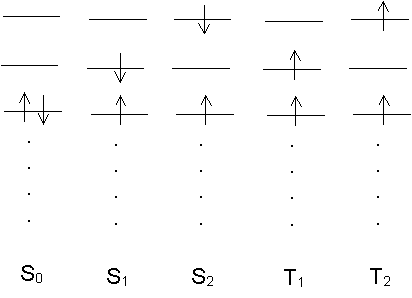 S₀ S₁ S₂ T₁ T₂